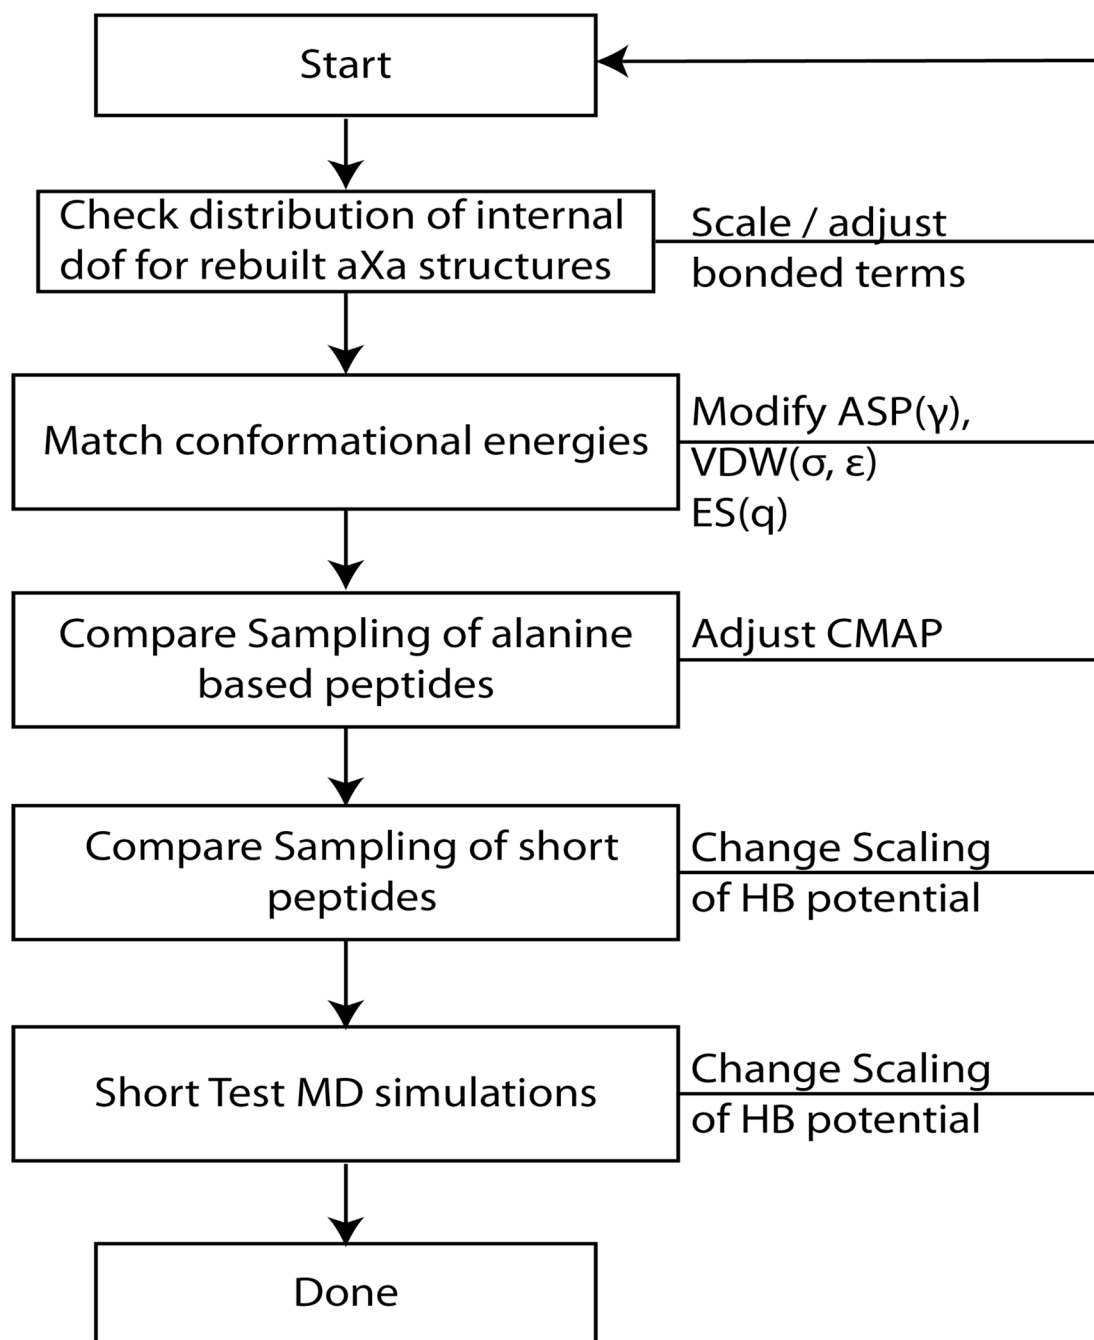 Start
Check distribution of internal
dof for rebuilt aXa structures
Scale / adjust
bonded terms
Match conformational energies
Modify ASP(γ),
VDW(σ, ε)
ES(q)
Compare Sampling of alanine
based peptides
Adjust CMAP
Compare Sampling of short
peptides
Change Scaling
of HB potential
Short Test MD simulations
Change Scaling
of HB potential
Done